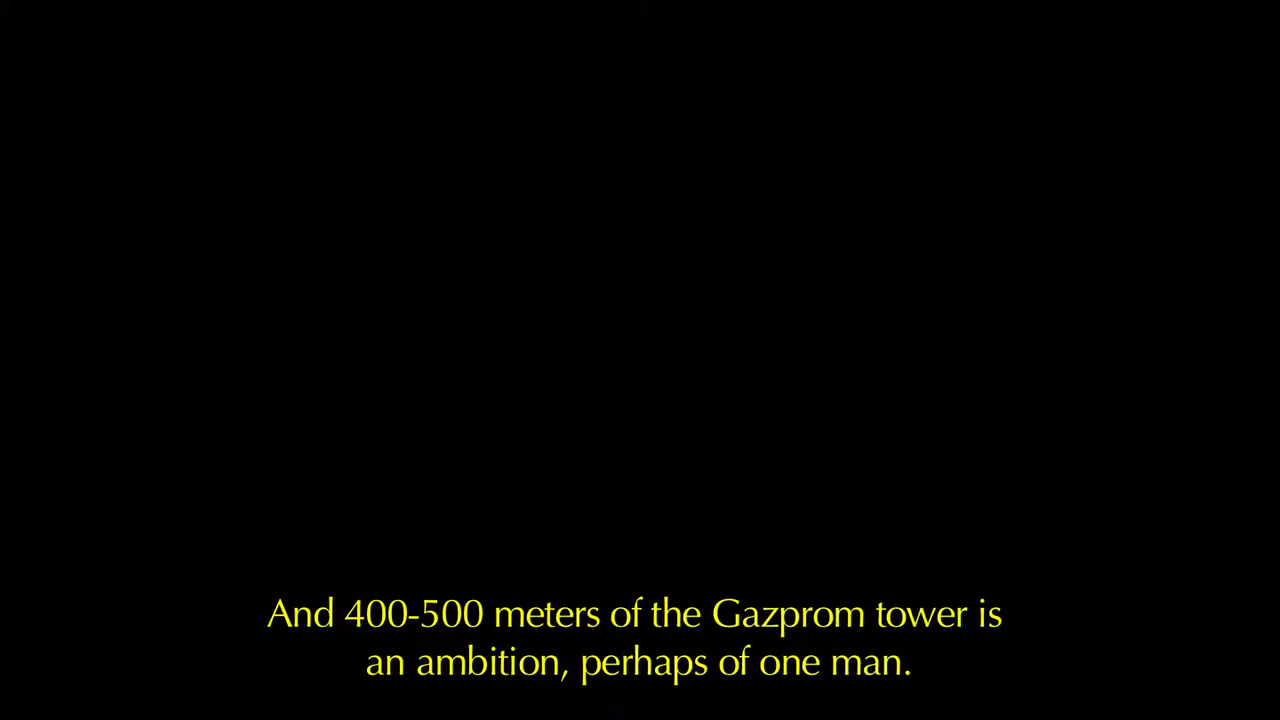 And 400-500 meters of the Gazprom tower is
an ambition, perhaps of one man.